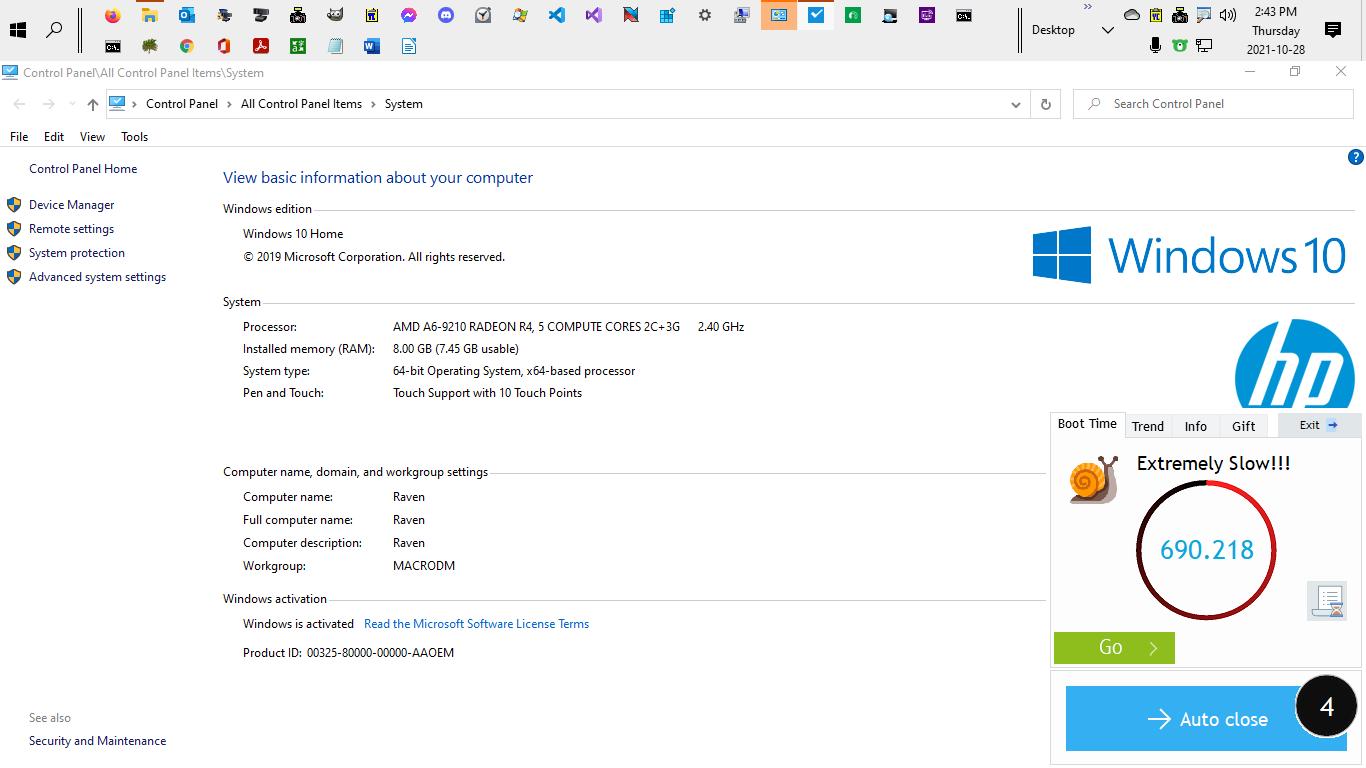 2:43 PM
Desktop
Thursday
2021-10-28
Control Panel\All Control Panel Items\System
Control Panel > All Control Panel Items > System
Search Control Panel
File Edit View Tools
Control Panel Home
Device Manager
Remote settings
System protection
Advanced system settings
See also
Security and Maintenance
View basic information about your computer
Windows edition
Windows 10 Home
© 2019 Microsoft Corporation. All rights reserved.
Windows 10
System
Processor: AMD A6-9210 RADEON R4, 5 COMPUTE CORES 2C+3G 2.40 GHz
Installed memory (RAM): 8.00 GB (7.45 GB usable)
System type: 64-bit Operating System, x64-based processor
Pen and Touch: Touch Support with 10 Touch Points
hp
Computer name, domain, and workgroup settings
Computer name: Raven
Full computer name: Raven
Computer description: Raven
Workgroup: MACRODM
Windows activation
Windows is activated Read the Microsoft Software License Terms
Product ID: 00325-80000-00000-AAOEM
Boot Time Trend Info Gift Exit
Extremely Slow!!!
690.218
Go
Auto close
4